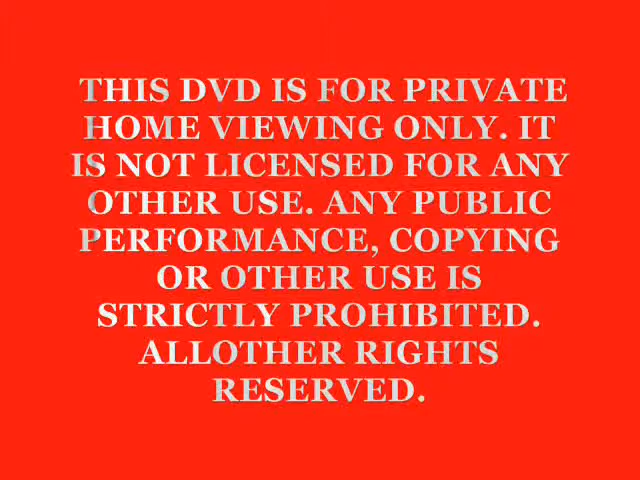 THIS DVD IS FOR PRIVATE
HOME VIEWING ONLY. IT
IS NOT LICENSED FOR ANY
OTHER USE. ANY PUBLIC
PERFORMANCE, COPYING
OR OTHER USE IS
STRICTLY PROHIBITED.
ALLOTHER RIGHTS
RESERVED.